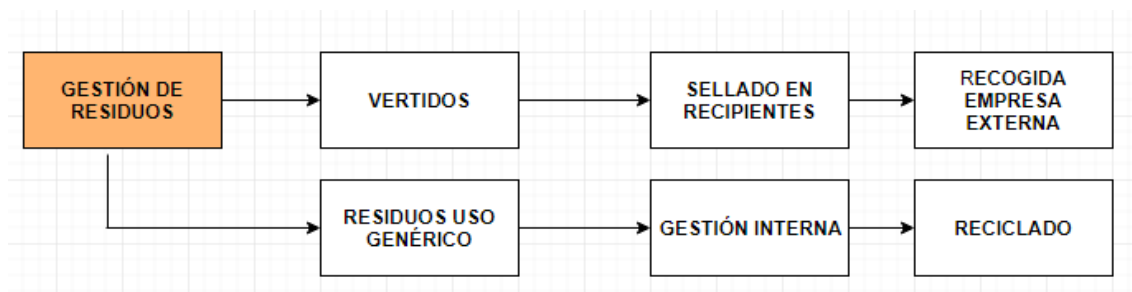 GESTIÓN DE
RESIDUOS
VERTIDOS
SELLADO EN
RECIPIENTES
RECOGIDA
EMPRESA
EXTERNA
RESIDUOS USO
GENÉRICO
GESTIÓN INTERNA
RECICLADO